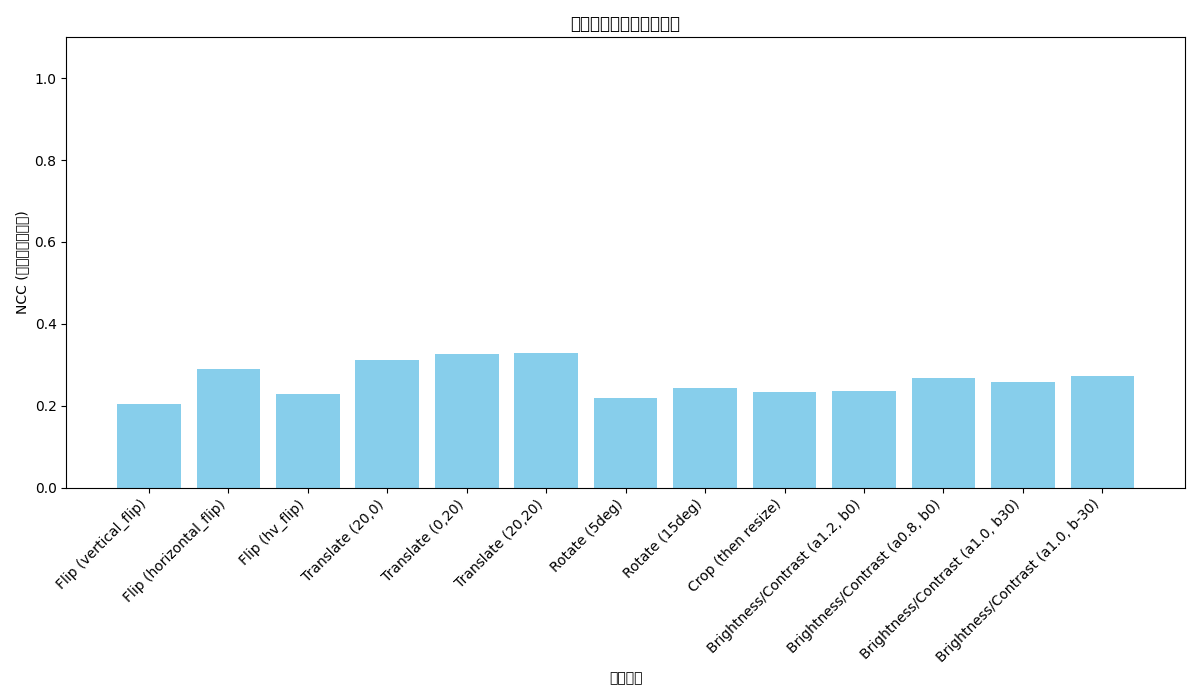 1.0
0.8
0.6
0.4
0.2
0.0
NCC (
)
Flip (vertical_flip)
Flip (horizontal_flip)
Flip (hv_flip)
Translate (20,0)
Translate (0,20)
Translate (20,20)
Rotate (5deg)
Rotate (15deg)
Crop (then resize)
Brightness/Contrast (a1.2, b0)
Brightness/Contrast (a0.8, b0)
Brightness/Contrast (a1.0, b30)
Brightness/Contrast (a1.0, b-30)